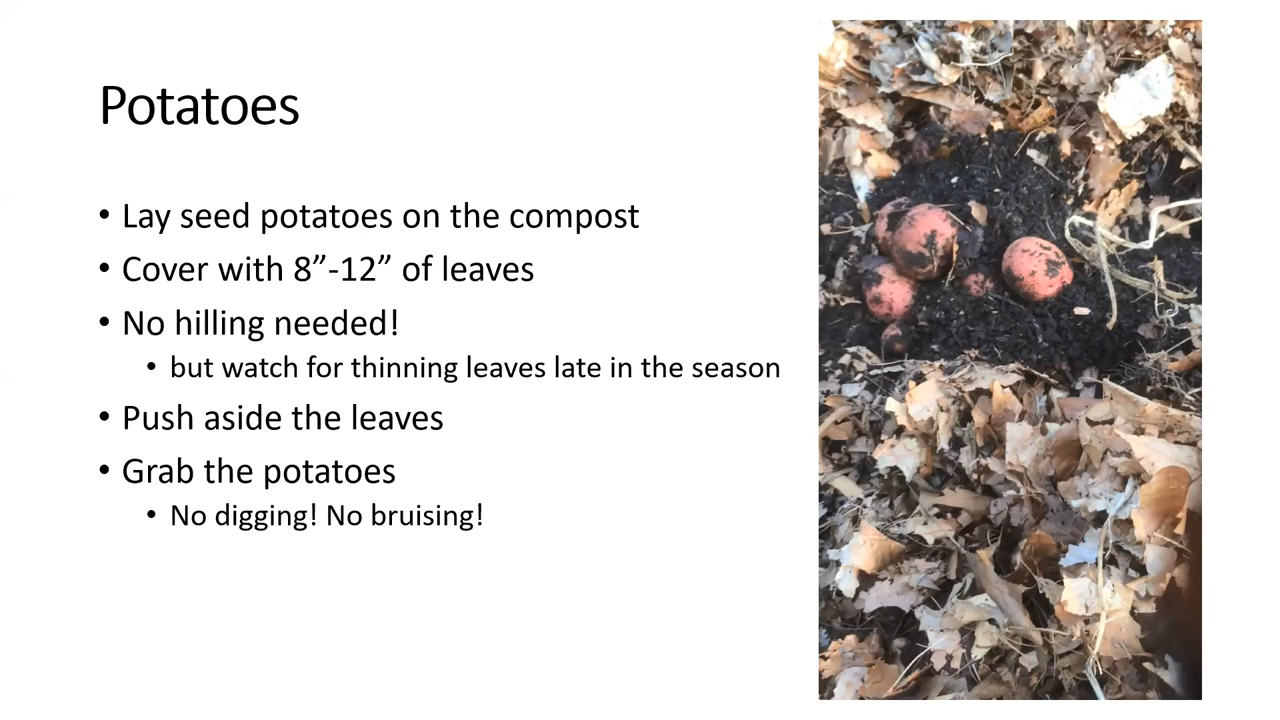 Potatoes
• Lay seed potatoes on the compost
• Cover with 8”-12” of leaves
• No hilling needed!
• but watch for thinning leaves late in the season
• Push aside the leaves
• Grab the potatoes
• No digging! No bruising!